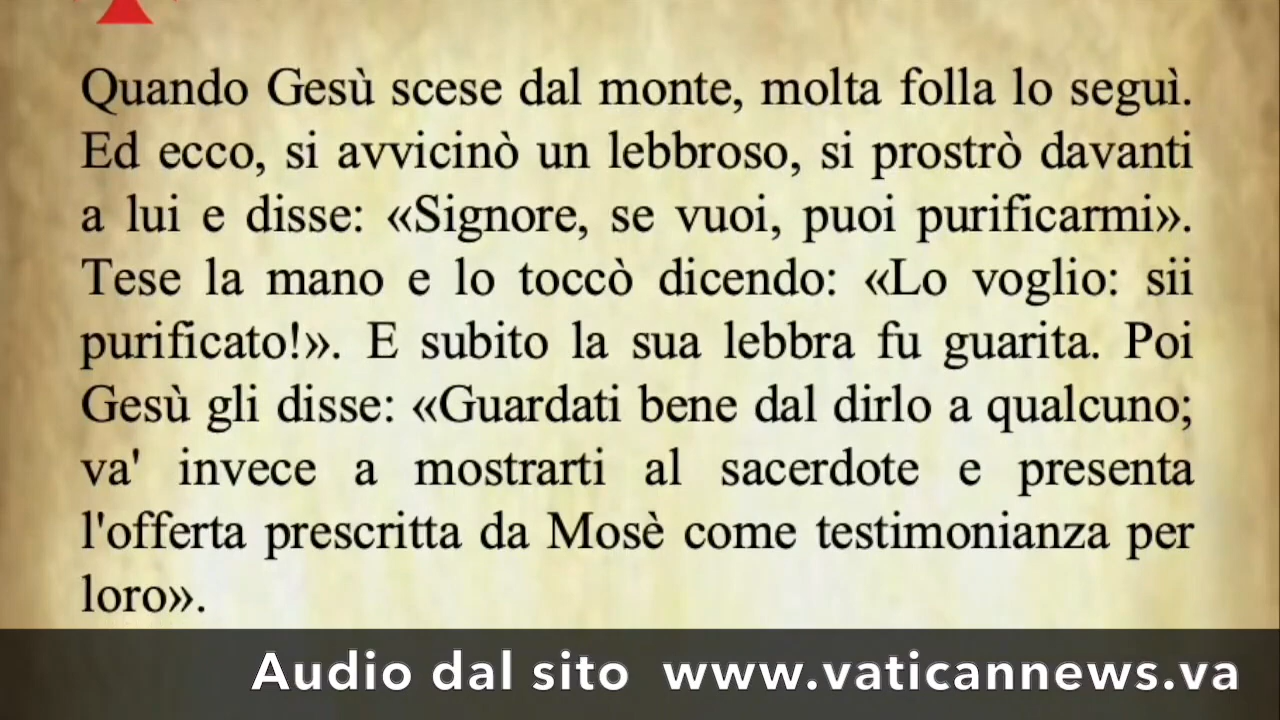 Quando Gesù scese dal monte, molta folla lo seguì.
Ed ecco, si avvicinò un lebbroso, si prostrò davanti
a lui e disse: «Signore, se vuoi, puoi purificarmi».
Tese la mano e lo toccò dicendo: «Lo voglio: sii
purificato!». E subito la sua lebbra fu guarita. Poi
Gesù gli disse: «Guardati bene dal dirlo a qualcuno;
va' invece a mostrarti al sacerdote e presenta
l'offerta prescritta da Mosè come testimonianza per
loro».
Audio dal sito www.vaticannews.va